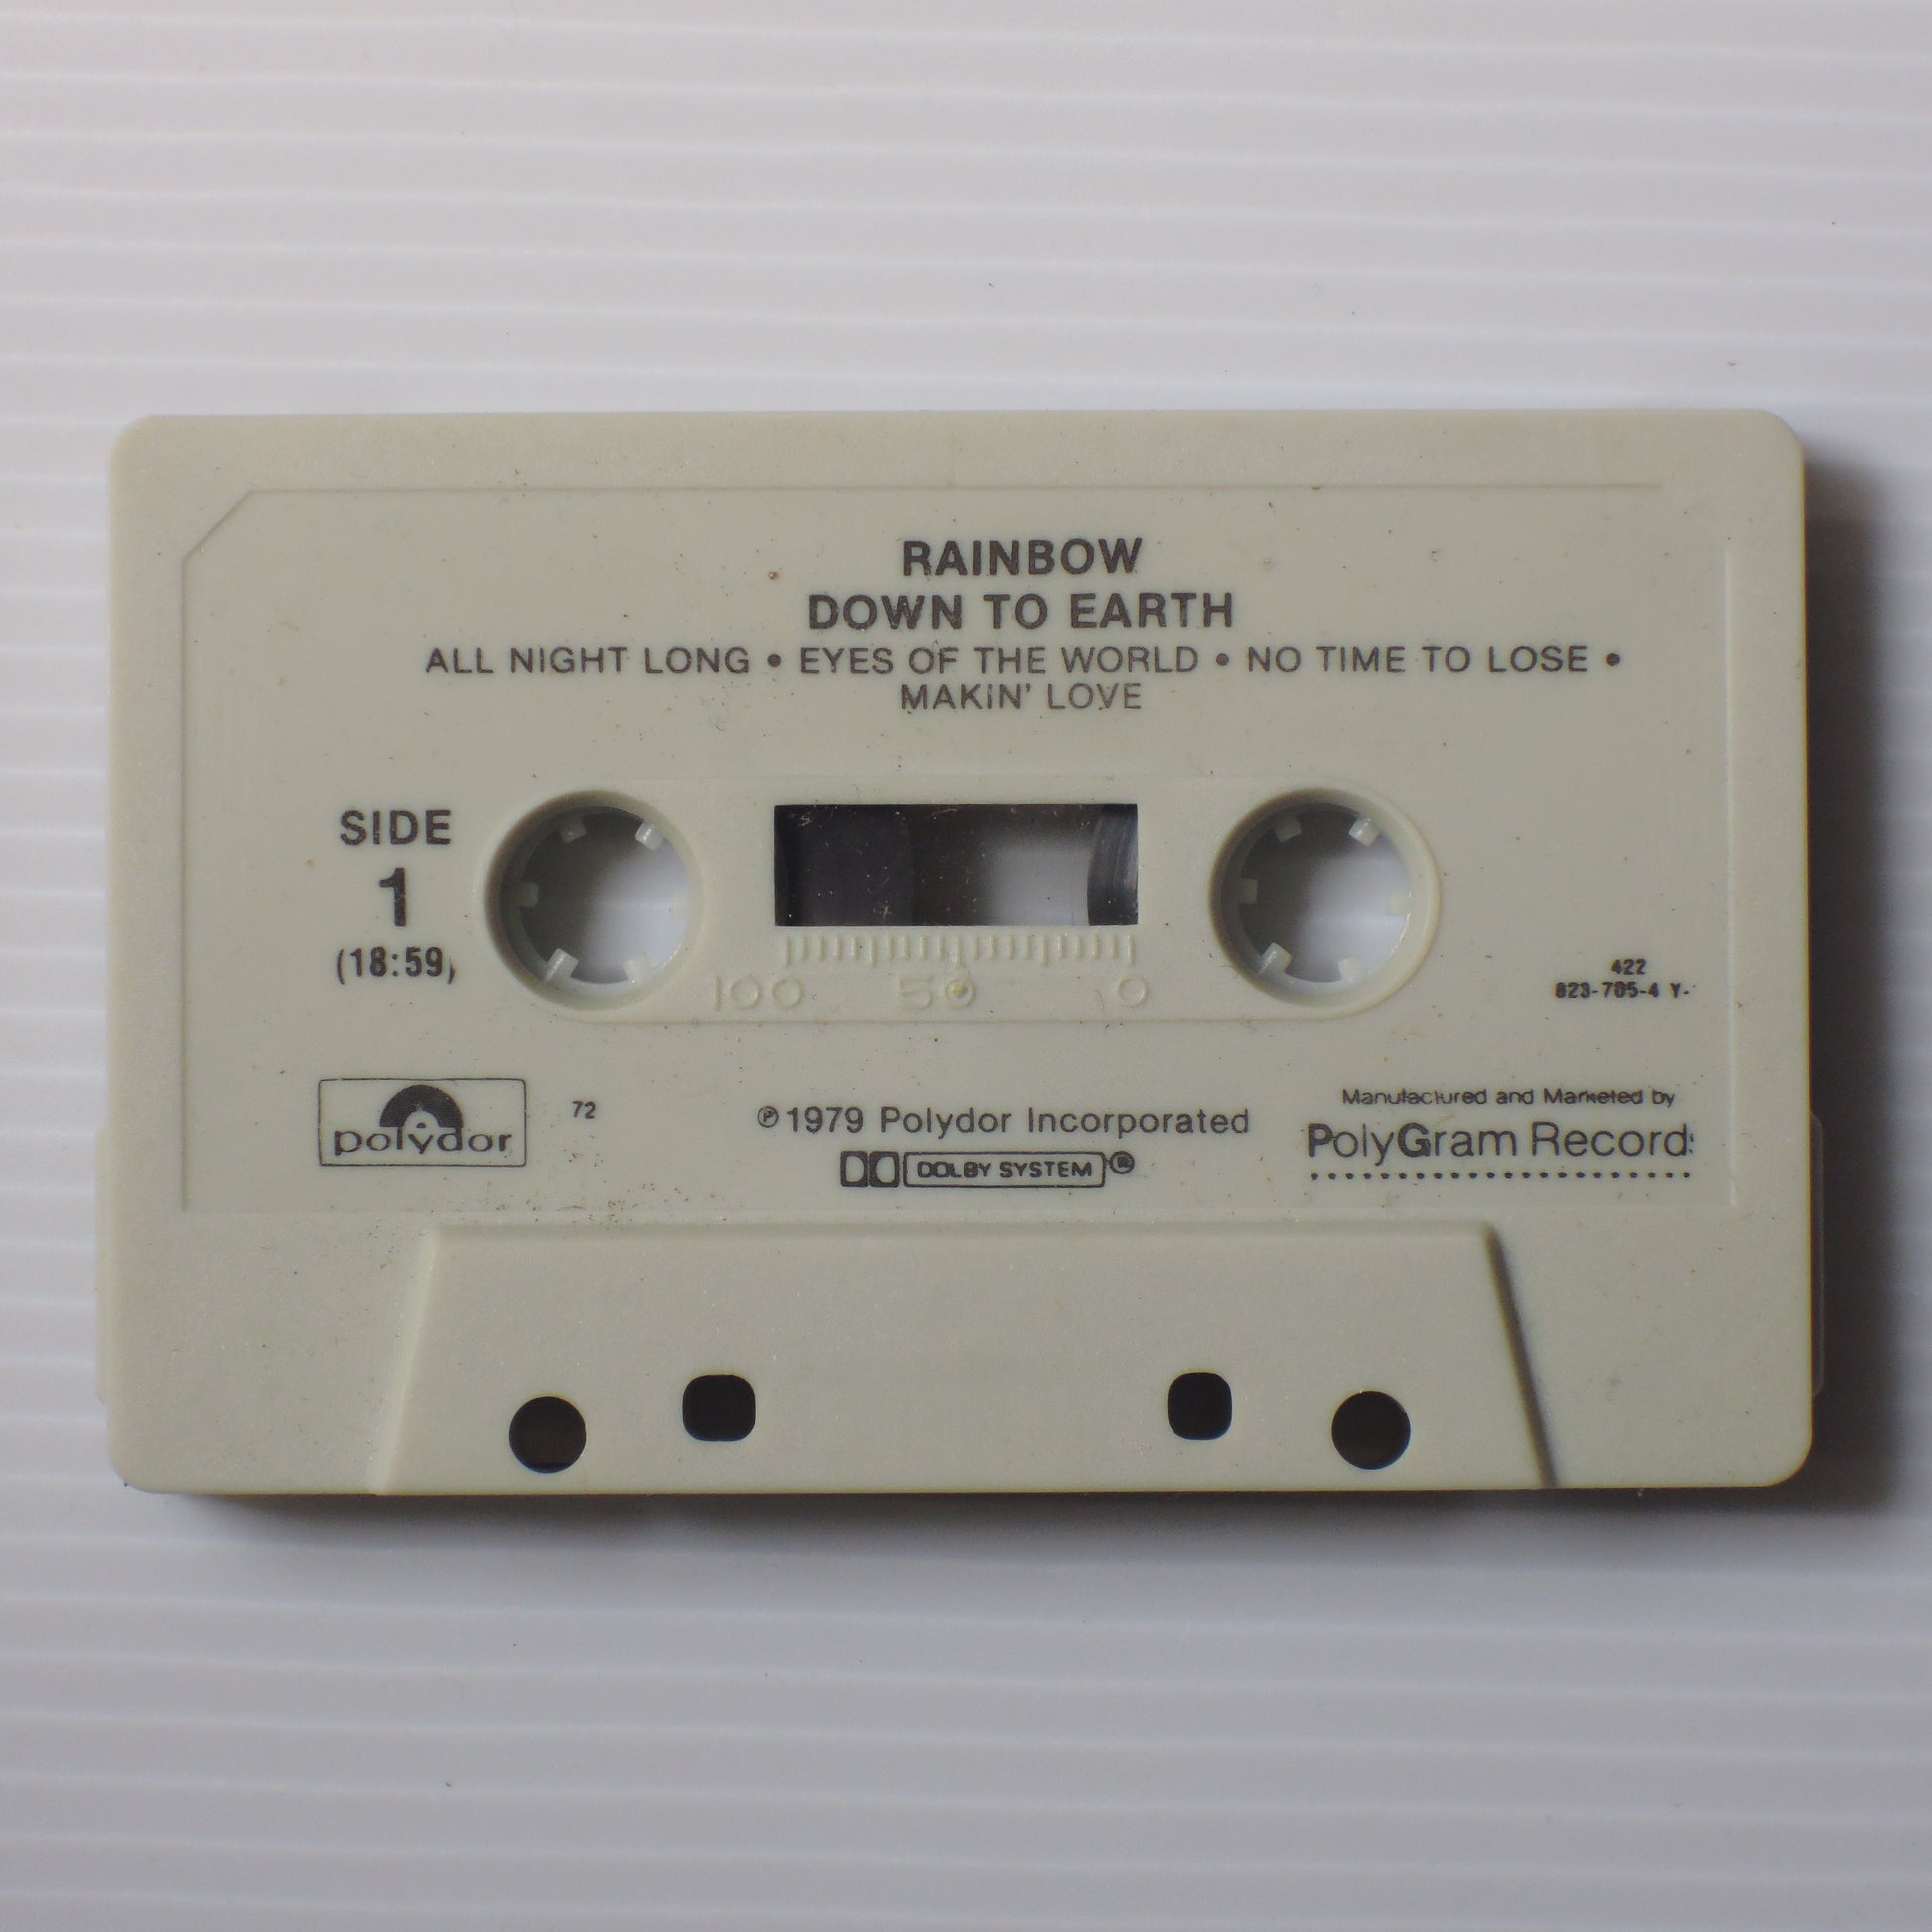 RAINBOW
DOWN TO EARTH
ALL NIGHT LONG • EYES OF THE WORLD • NO TIME TO LOSE •
MAKIN' LOVE
SIDE
1
(18:59)
100 50 0
422
823-705-4 Y-
polydor
72
℗1979 Polydor Incorporated
DOLBY SYSTEM®
Manufactured and Marketed by
PolyGram Records